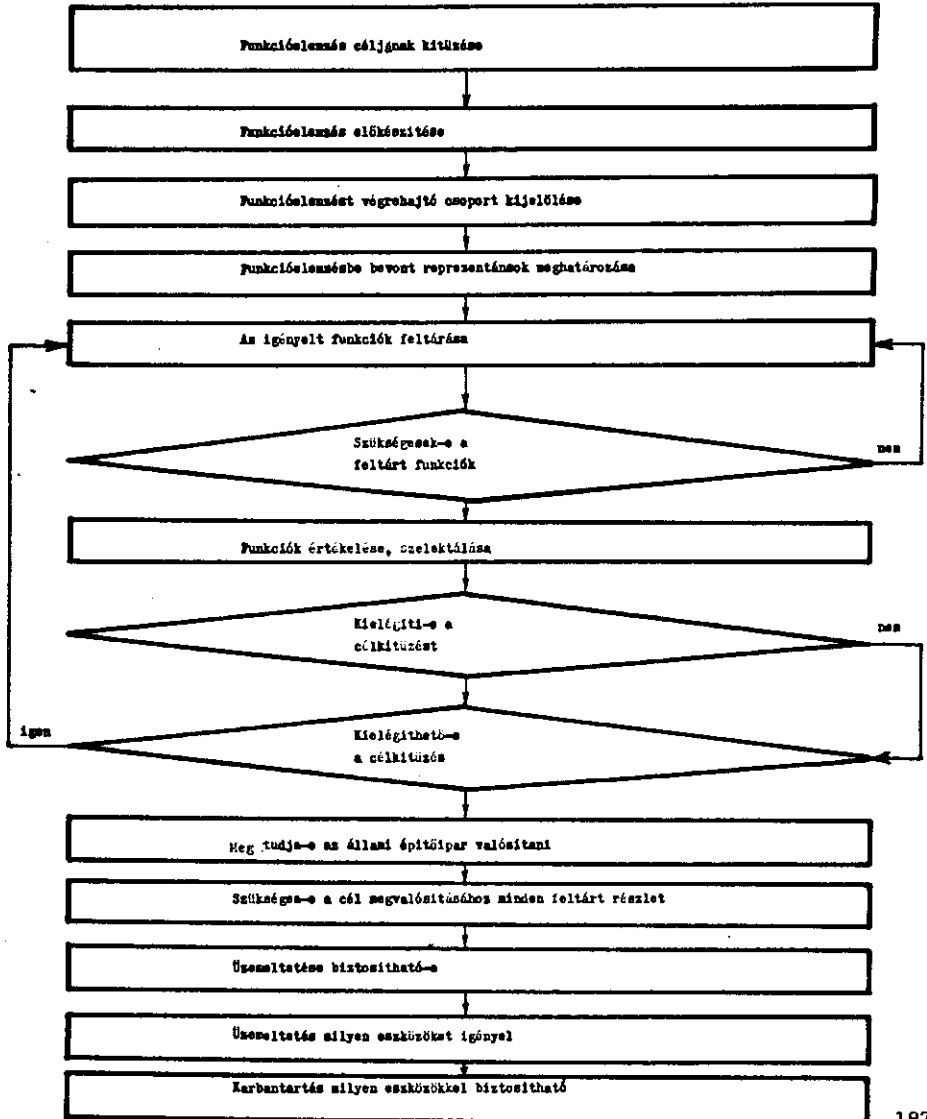 Funkcióelemzés céljának kitűzése
Funkcióelemzés előkészítése
Funkcióelemzést végrehajtó csoport kijelölése
Funkcióelemzésbe bevont reprezentánsok meghatározása
Az igényelt funkciók feltárása
Szükségesek-e a
feltárt funkciók
nem
Funkciók értékelése, szelektálása
Kielégíti-e a
célkitűzést
nem
igen
Kielégíthető-e
a célkitűzés
Meg tudja-e az állami építőipar valósítani
Szükséges-e a cél megvalósításához minden feltárt részlet
Üzemeltetése biztosítható-e
Üzemeltetés milyen eszközöket igényel
Karbantartás milyen eszközökkel biztosítható